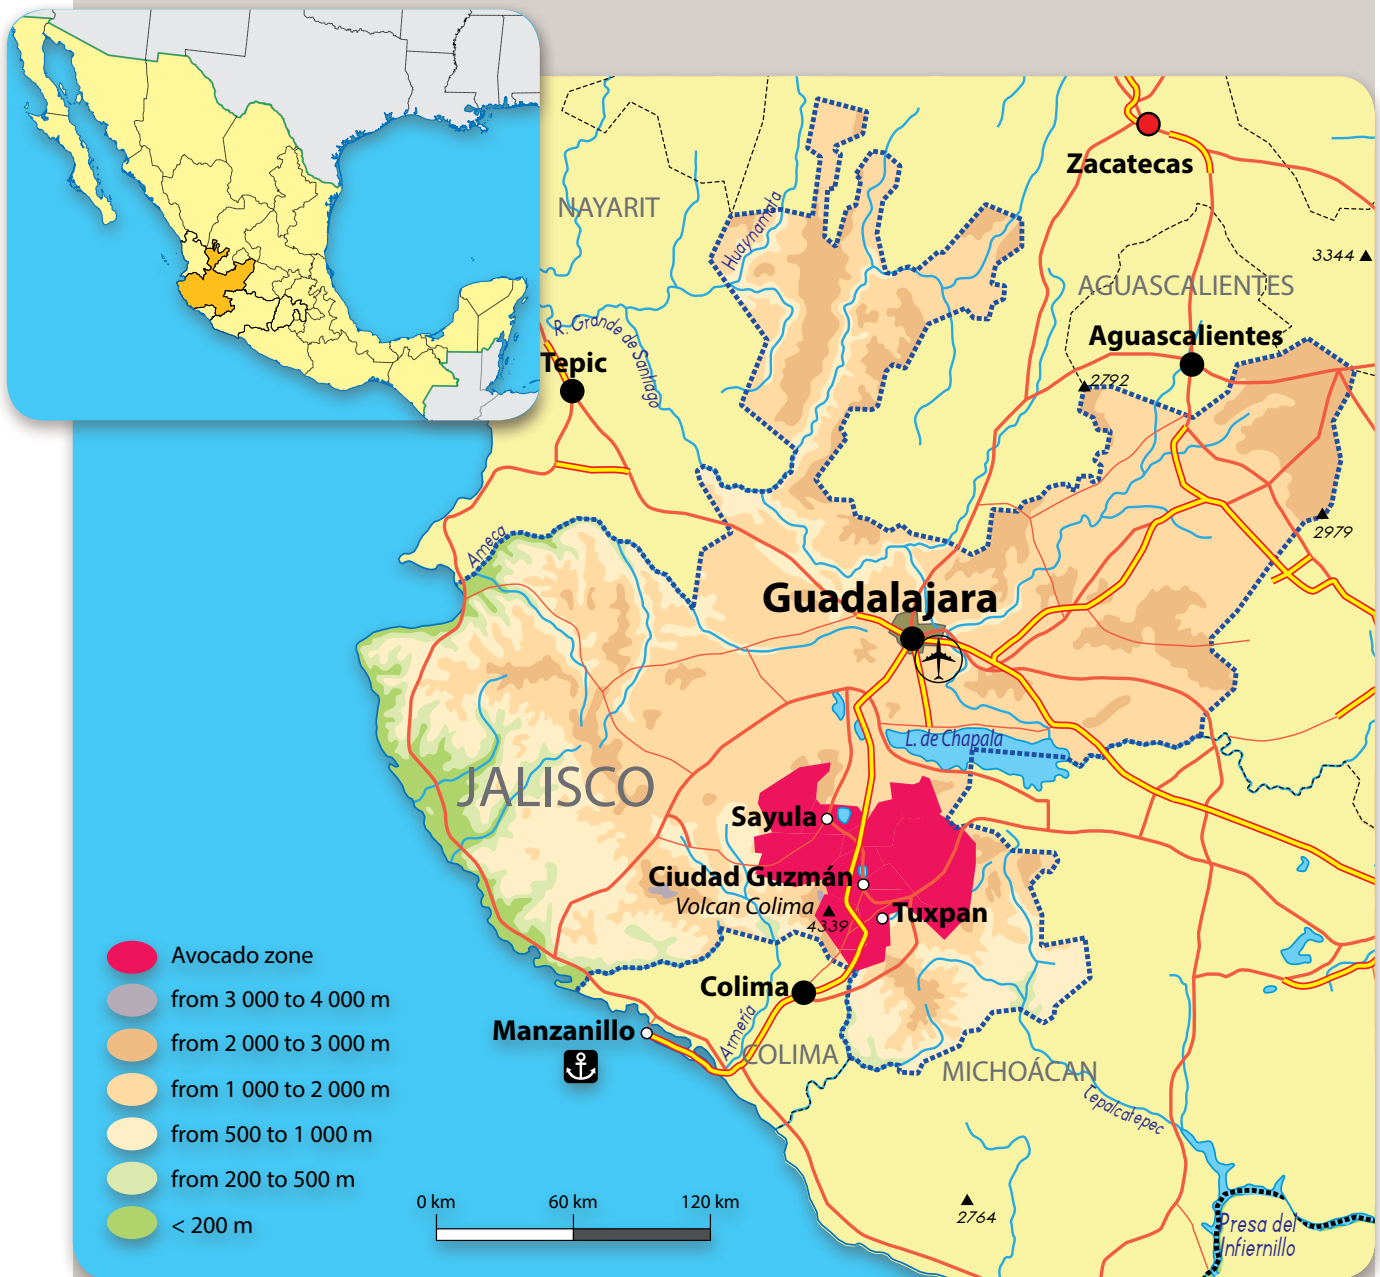 Zacatecas
NAYARIT
Huaynamata
3344
AGUASCALIENTES
R. Grande de Santiago
Aguascalientes
Tepic
2792
2979
Ameca
Guadalajara
L. de Chapala
JALISCO
Sayula
Ciudad Guzmán
Volcan Colima
4339
Tuxpan
Avocado zone
from 3 000 to 4 000 m
from 2 000 to 3 000 m
from 1 000 to 2 000 m
from 500 to 1 000 m
from 200 to 500 m
< 200 m
Colima
Manzanillo
Armería
COLIMA
MICHOÁCAN
Tepalcatepec
0 km
60 km
120 km
2764
Presa del
Infiernillo